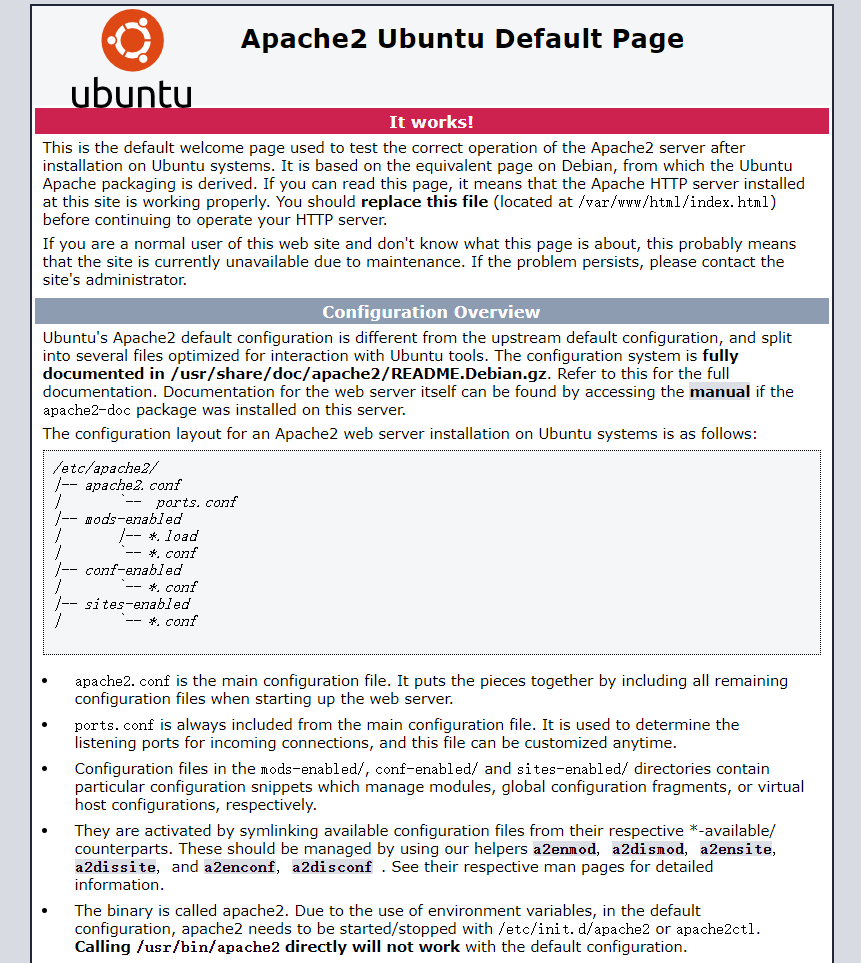 ubuntu
Apache2 Ubuntu Default Page
It works!
This is the default welcome page used to test the correct operation of the Apache2 server after
installation on Ubuntu systems. It is based on the equivalent page on Debian, from which the Ubuntu
Apache packaging is derived. If you can read this page, it means that the Apache HTTP server installed
at this site is working properly. You should replace this file (located at /var/www/html/index.html)
before continuing to operate your HTTP server.
If you are a normal user of this web site and don't know what this page is about, this probably means
that the site is currently unavailable due to maintenance. If the problem persists, please contact the
site's administrator.
Configuration Overview
Ubuntu's Apache2 default configuration is different from the upstream default configuration, and split
into several files optimized for interaction with Ubuntu tools. The configuration system is fully
documented in /usr/share/doc/apache2/README.Debian.gz. Refer to this for the full
documentation. Documentation for the web server itself can be found by accessing the manual if the
apache2-doc package was installed on this server.
The configuration layout for an Apache2 web server installation on Ubuntu systems is as follows:
/etc/apache2/
|-- apache2.conf
|       `--  ports.conf
|-- mods-enabled
|       |-- *.load
|       `-- *.conf
|-- conf-enabled
|       `-- *.conf
|-- sites-enabled
|       `-- *.conf
• apache2.conf is the main configuration file. It puts the pieces together by including all remaining
configuration files when starting up the web server.
• ports.conf is always included from the main configuration file. It is used to determine the
listening ports for incoming connections, and this file can be customized anytime.
• Configuration files in the mods-enabled/, conf-enabled/ and sites-enabled/ directories contain
particular configuration snippets which manage modules, global configuration fragments, or virtual
host configurations, respectively.
• They are activated by symlinking available configuration files from their respective *-available/
counterparts. These should be managed by using our helpers a2enmod, a2dismod, a2ensite,
a2dissite, and a2enconf, a2disconf . See their respective man pages for detailed
information.
• The binary is called apache2. Due to the use of environment variables, in the default
configuration, apache2 needs to be started/stopped with /etc/init.d/apache2 or apache2ctl.
Calling /usr/bin/apache2 directly will not work with the default configuration.